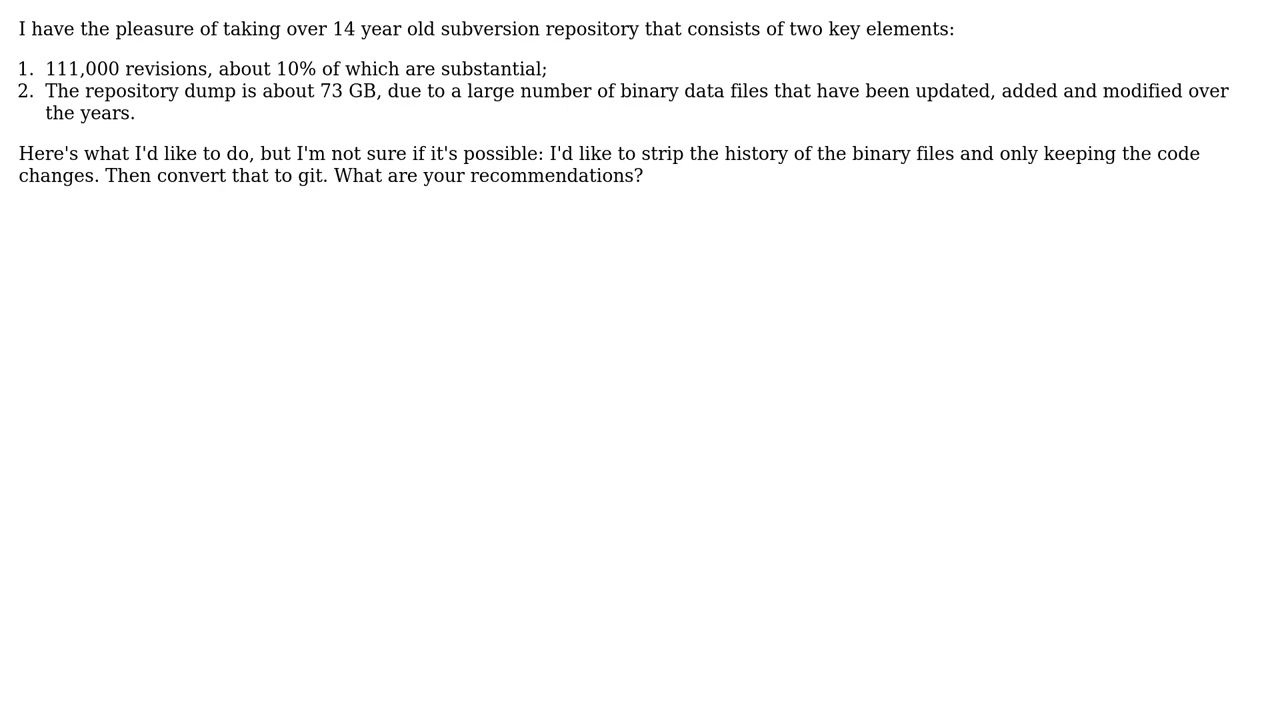 I have the pleasure of taking over 14 year old subversion repository that consists of two key elements:
1. 111,000 revisions, about 10% of which are substantial;
2. The repository dump is about 73 GB, due to a large number of binary data files that have been updated, added and modified over
the years.
Here's what I'd like to do, but I'm not sure if it's possible: I'd like to strip the history of the binary files and only keeping the code
changes. Then convert that to git. What are your recommendations?